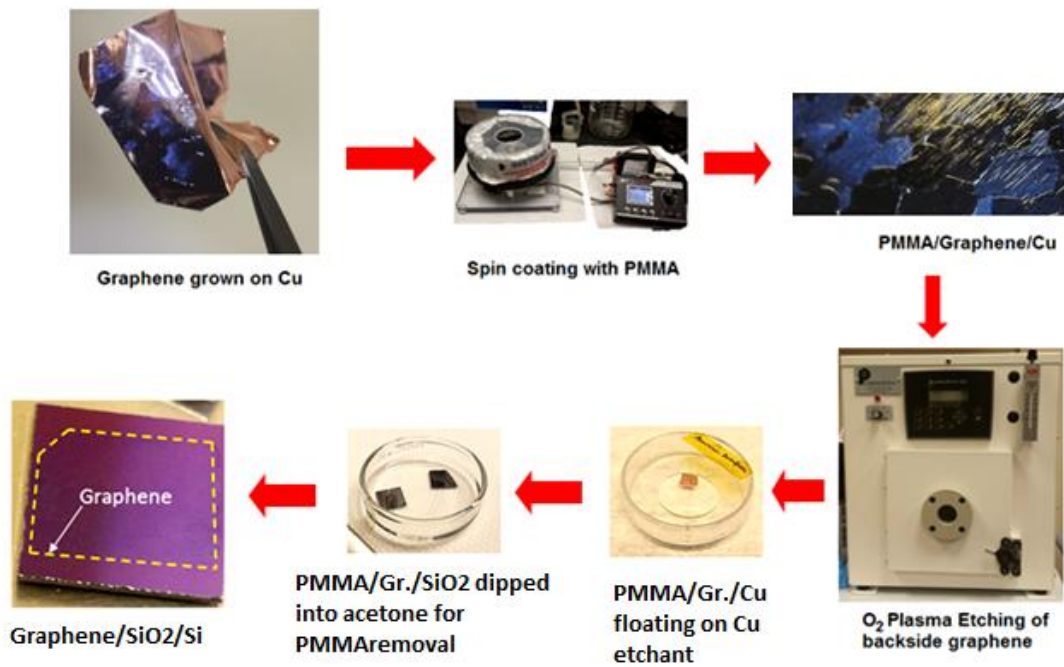 Graphene grown on Cu
Spin coating with PMMA
PMMA/Graphene/Cu
O2 Plasma Etching of
backside graphene
PMMA/Gr./Cu
floating on Cu
etchant
PMMA/Gr./SiO2 dipped
into acetone for
PMMAremoval
Graphene
Graphene/SiO2/Si